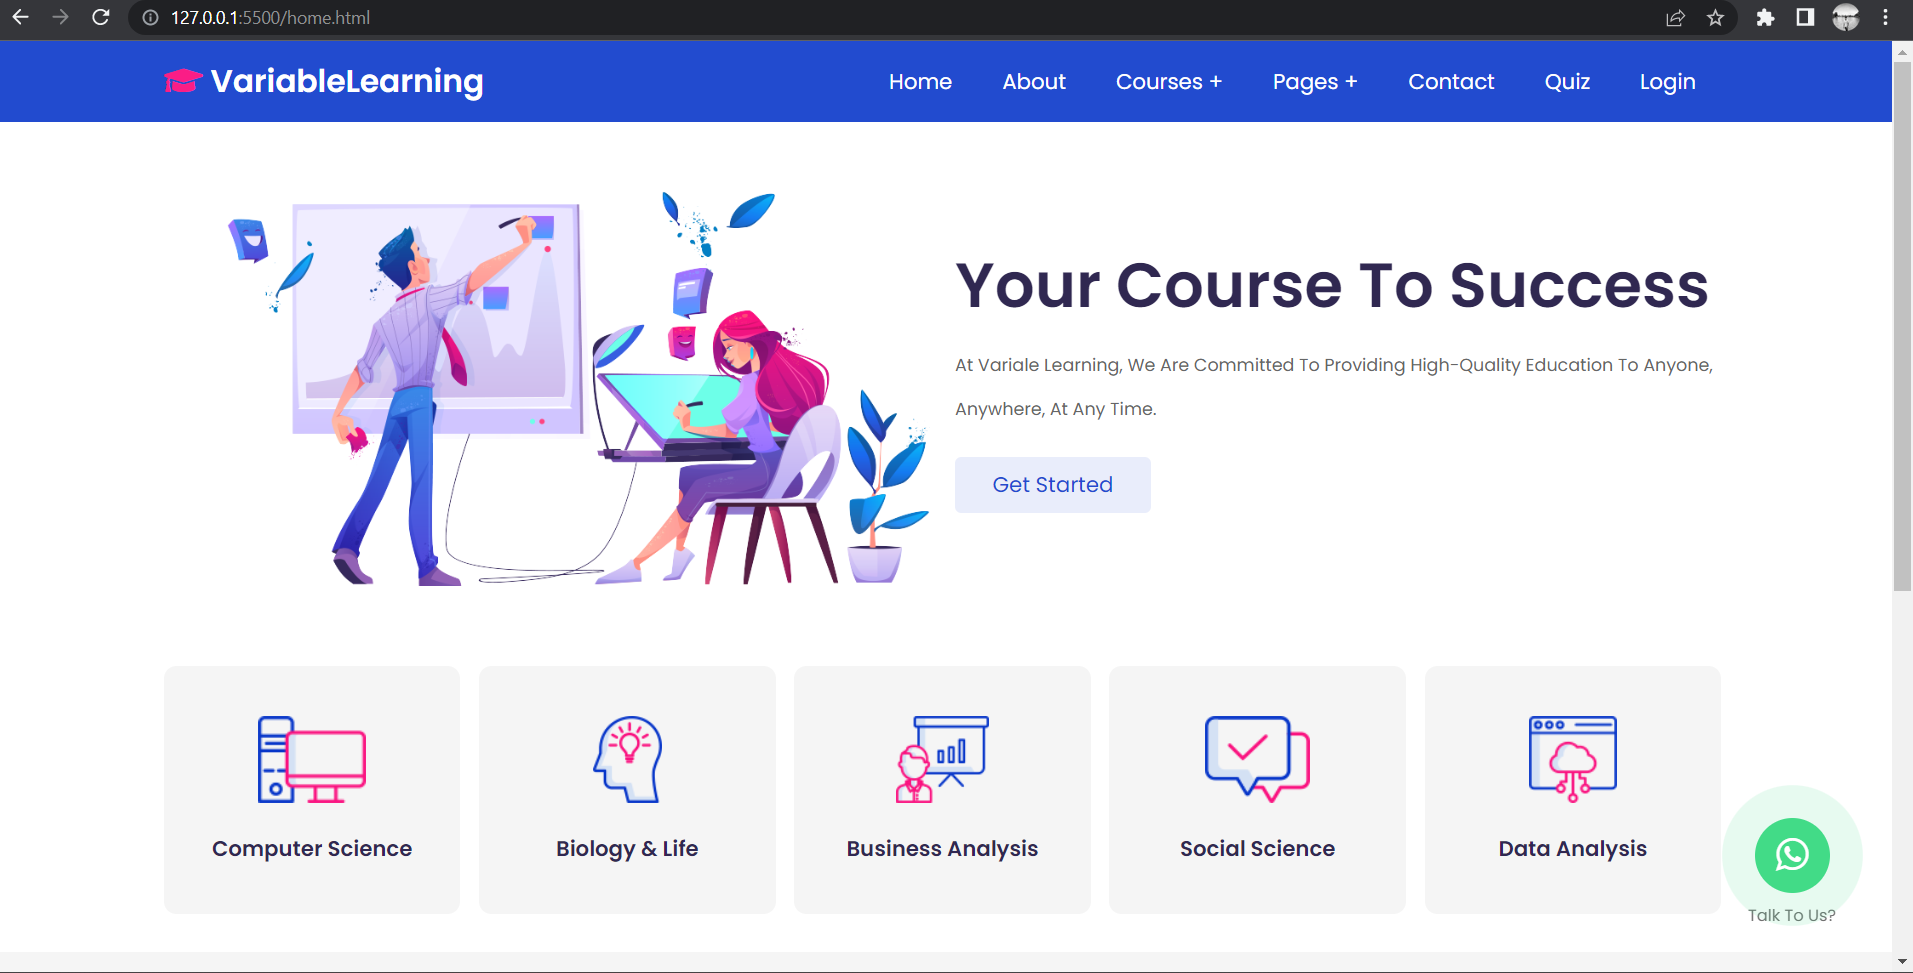 127.0.0.1:5500/home.html
VariableLearning
Home About Courses + Pages + Contact Quiz Login
Your Course To Success
At Variale Learning, We Are Committed To Providing High-Quality Education To Anyone,
Anywhere, At Any Time.
Get Started
Computer Science
Biology & Life
Business Analysis
Social Science
Data Analysis
Talk To Us?